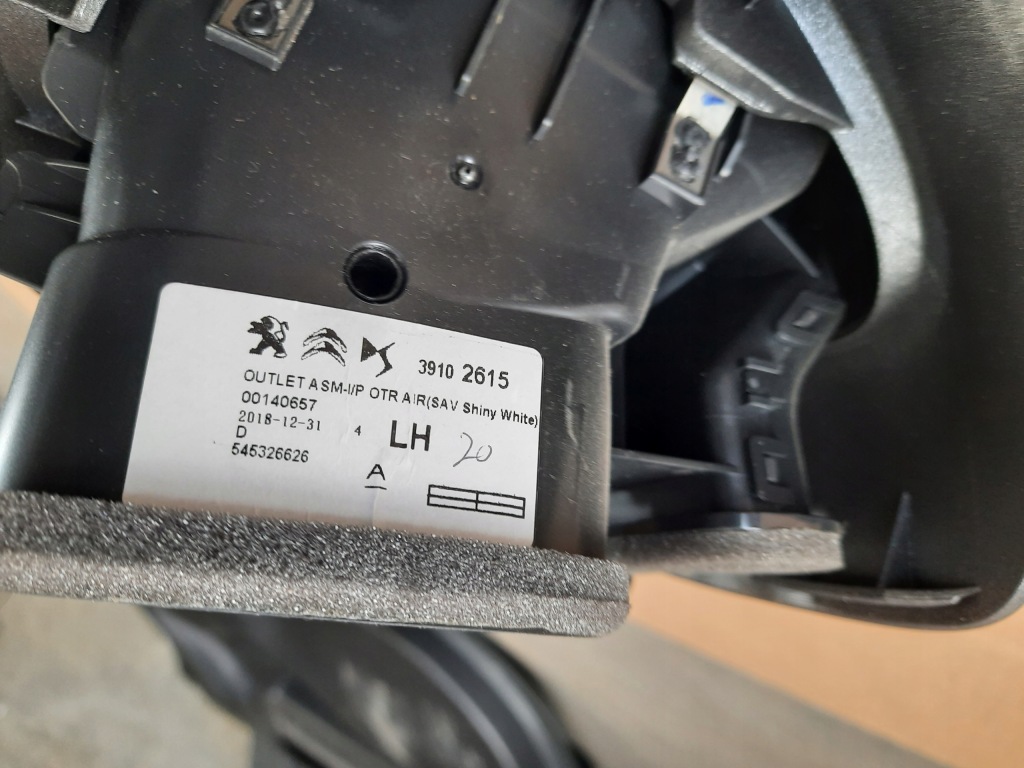 3910 2615
OUTLET ASM-I/P OTR AIR(SAV Shiny White)
00140657
2018-12-31 4 LH 20
D
545326626 A